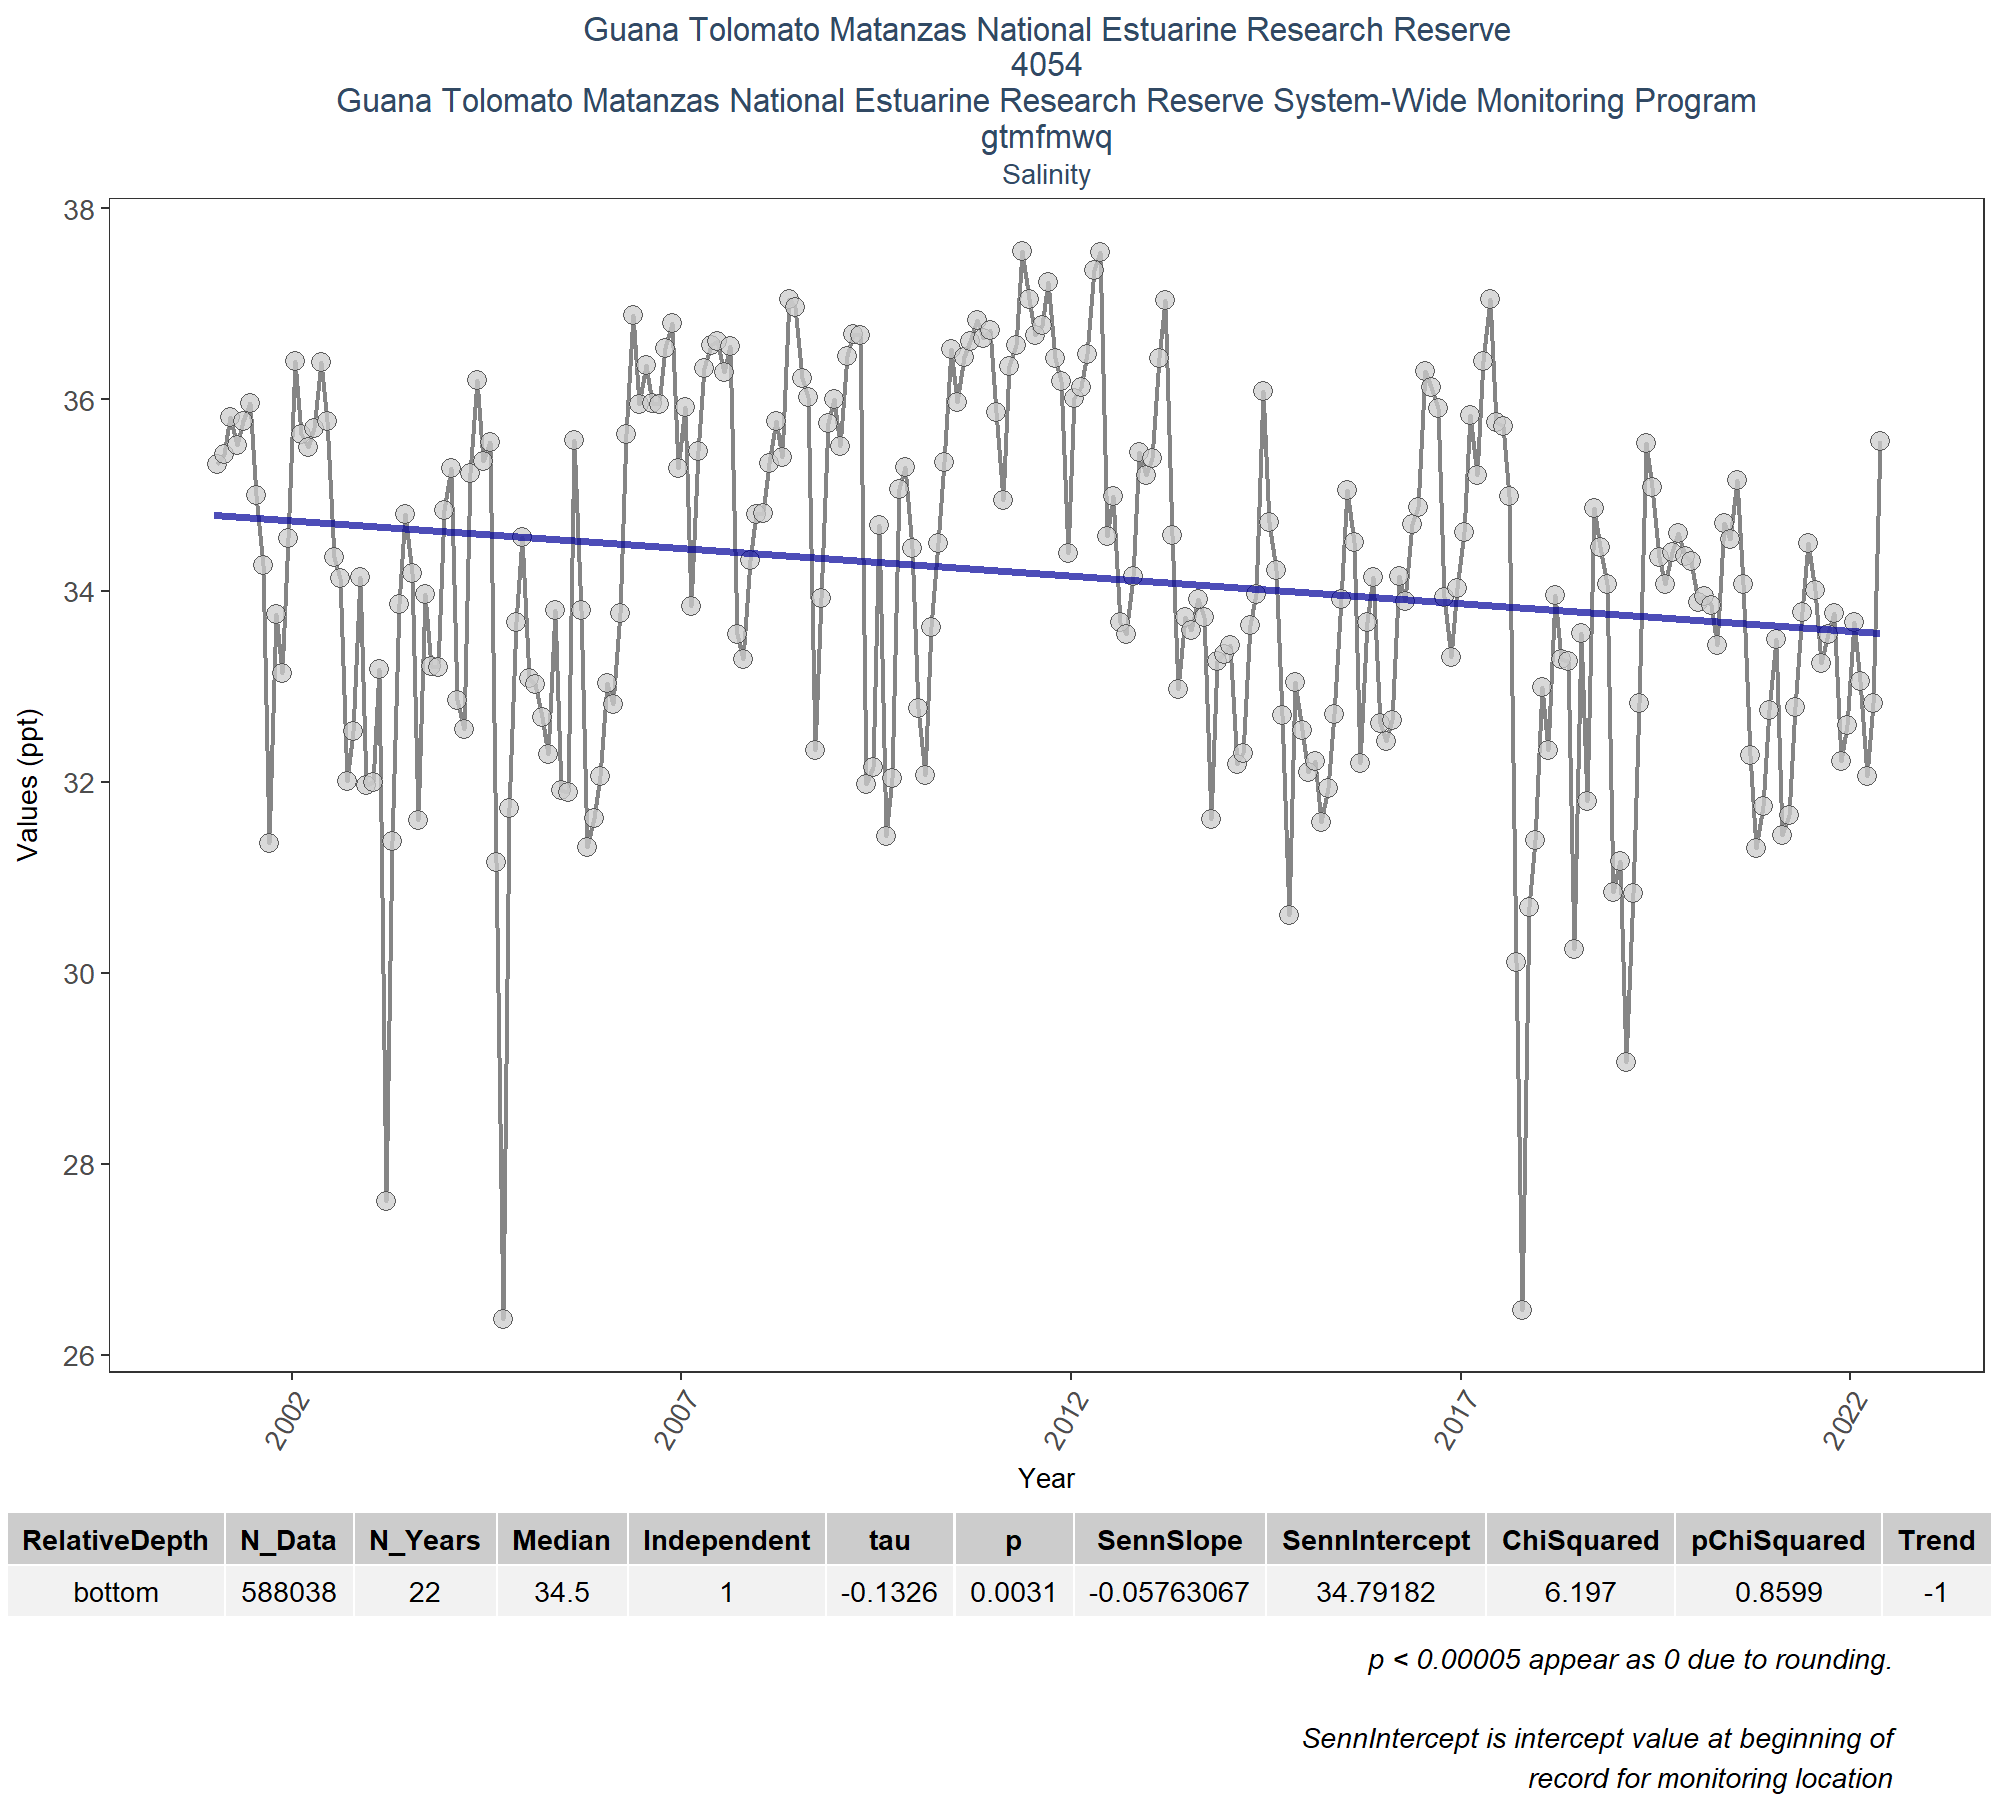 Guana Tolomato Matanzas National Estuarine Research Reserve
4054
Guana Tolomato Matanzas National Estuarine Research Reserve System-Wide Monitoring Program
gtmfmwq
Salinity
38
36
34
32
30
28
26
Values (ppt)
2002
2007
2012
2017
2022
Year
RelativeDepth N_Data N_Years Median Independent tau p SennSlope SennIntercept ChiSquared pChiSquared Trend
bottom 588038 22 34.5 1 -0.1326 0.0031 -0.05763067 34.79182 6.197 0.8599 -1
p < 0.00005 appear as 0 due to rounding.
SennIntercept is intercept value at beginning of
record for monitoring location